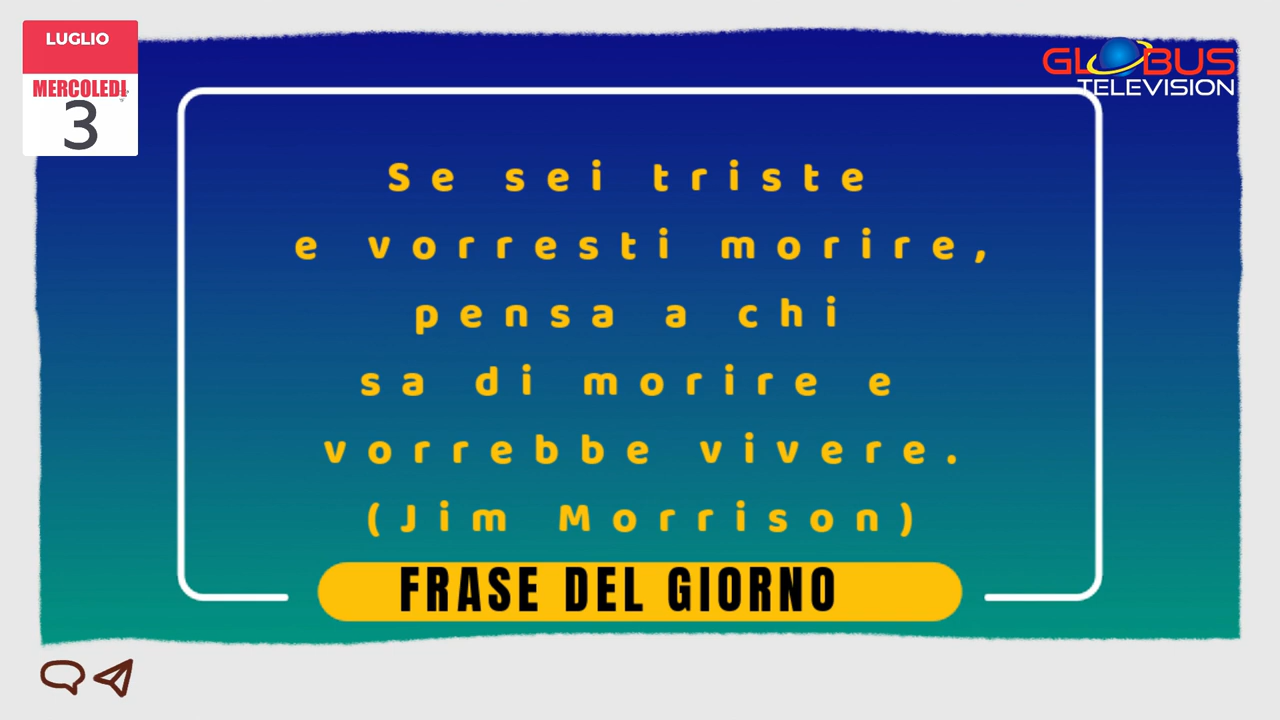 LUGLIO
MERCOLEDI
3
GLOBUS
TELEVISION
Se sei triste
e vorresti morire,
pensa a chi
sa di morire e
vorrebbe vivere.
(Jim Morrison)
FRASE DEL GIORNO